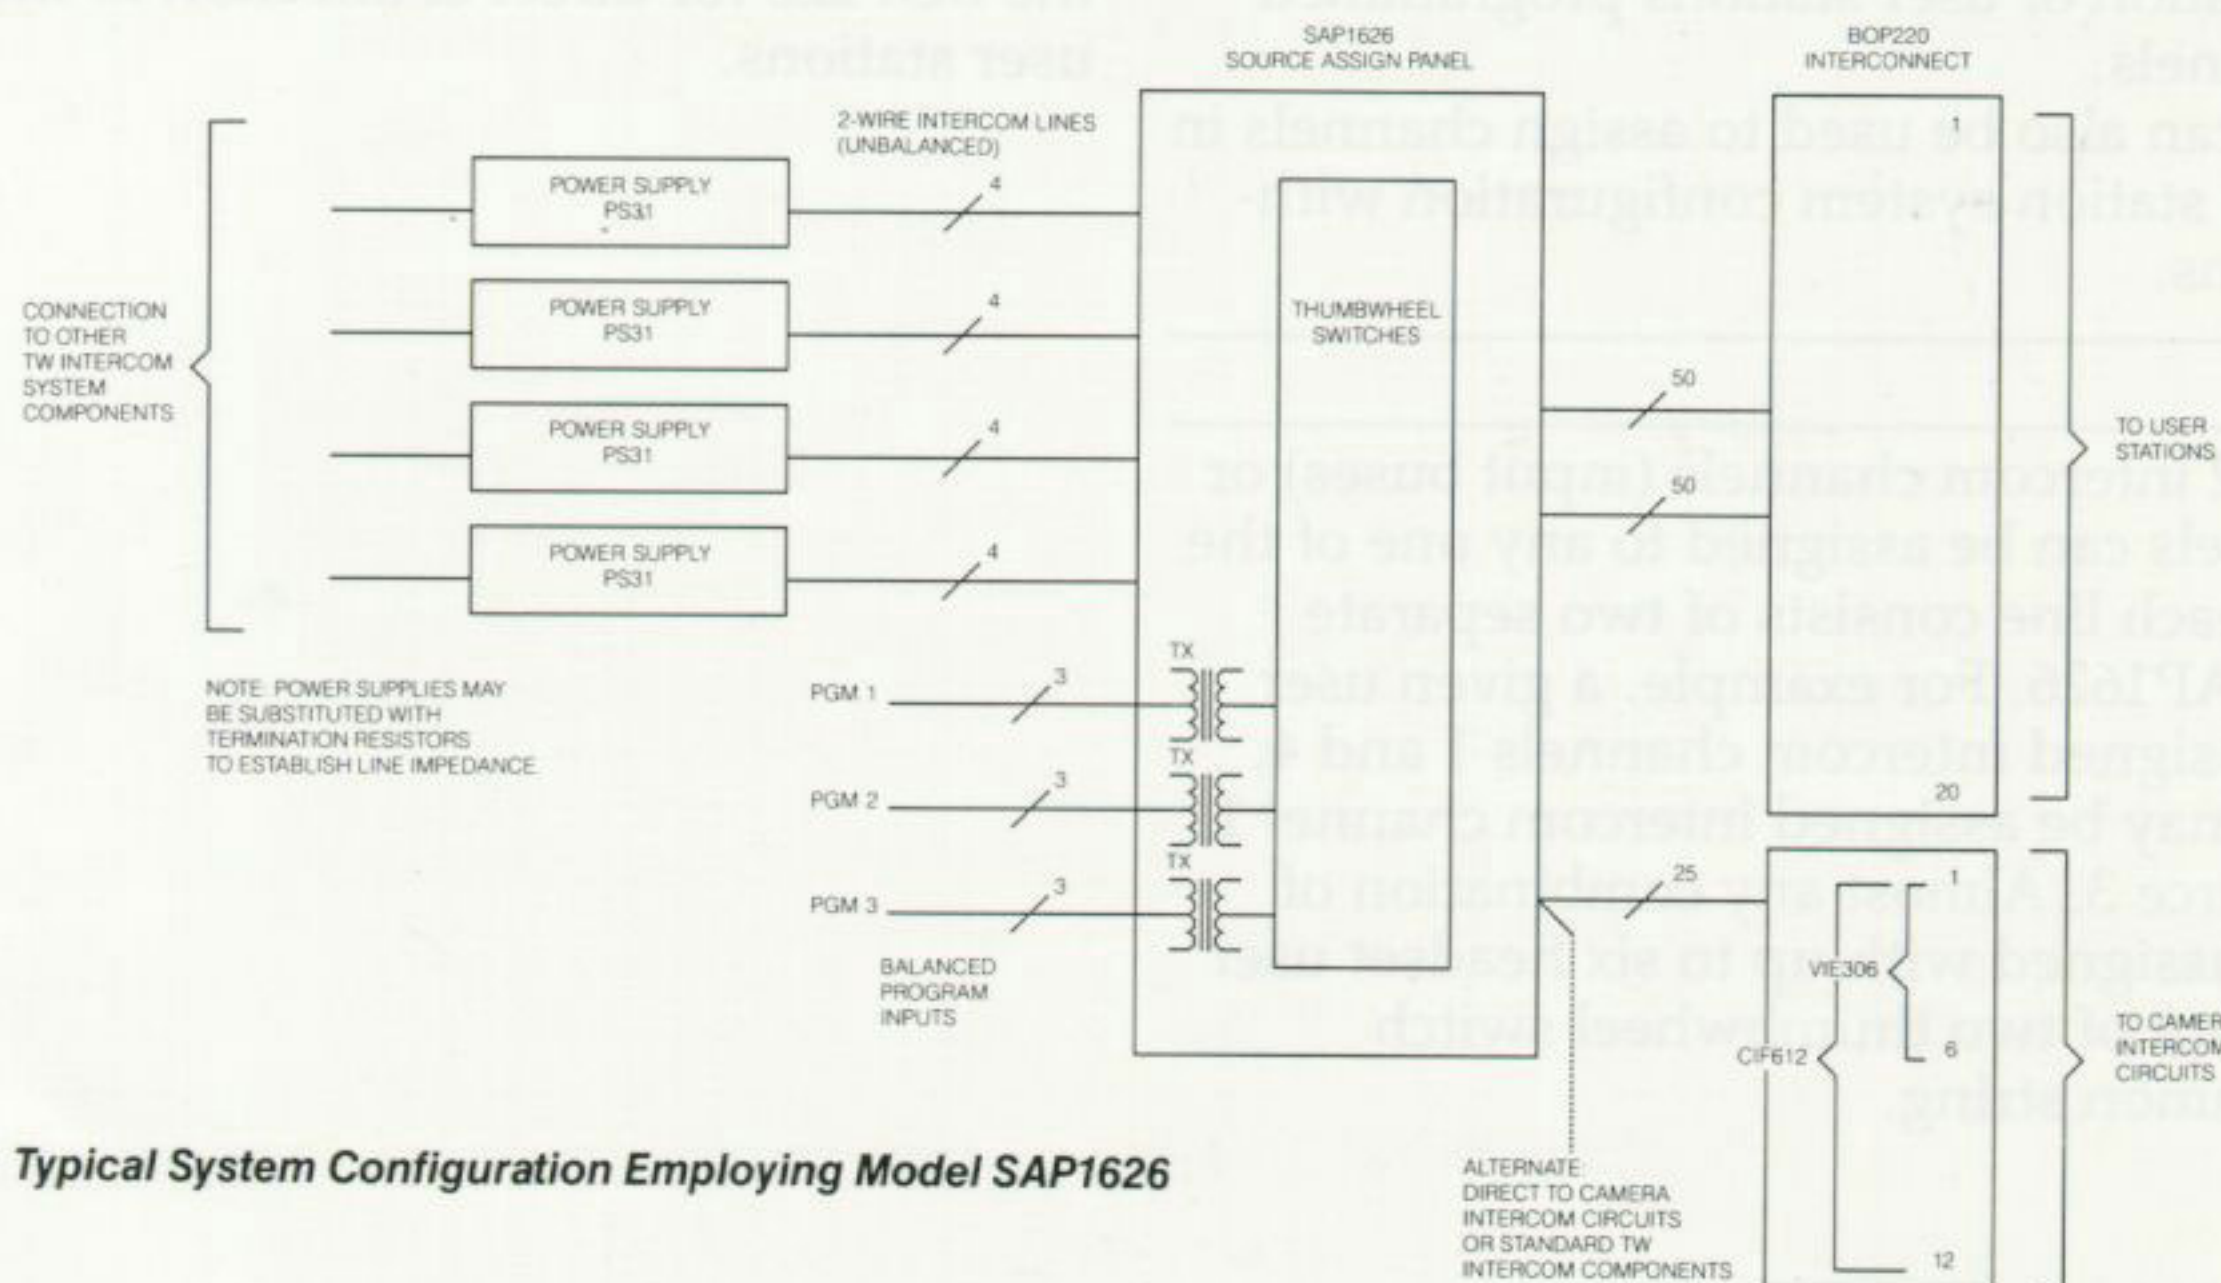 SAP1626
SOURCE ASSIGN PANEL
BOP220
INTERCONNECT
2-WIRE INTERCOM LINES
(UNBALANCED)
CONNECTION
TO OTHER
TW INTERCOM
SYSTEM
COMPONENTS
POWER SUPPLY
PS31
4
POWER SUPPLY
PS31
4
POWER SUPPLY
PS31
4
POWER SUPPLY
PS31
4
NOTE: POWER SUPPLIES MAY
BE SUBSTITUTED WITH
TERMINATION RESISTORS
TO ESTABLISH LINE IMPEDANCE.
THUMBWHEEL
SWITCHES
TX
PGM 1
3
TX
PGM 2
3
TX
PGM 3
3
BALANCED
PROGRAM
INPUTS
50
50
1
20
TO USER
STATIONS
25
1
VIE306
6
CIF612
12
TO CAMER
INTERCOM
CIRCUITS
ALTERNATE:
DIRECT TO CAMERA
INTERCOM CIRCUITS
OR STANDARD TW
INTERCOM COMPONENTS
Typical System Configuration Employing Model SAP1626